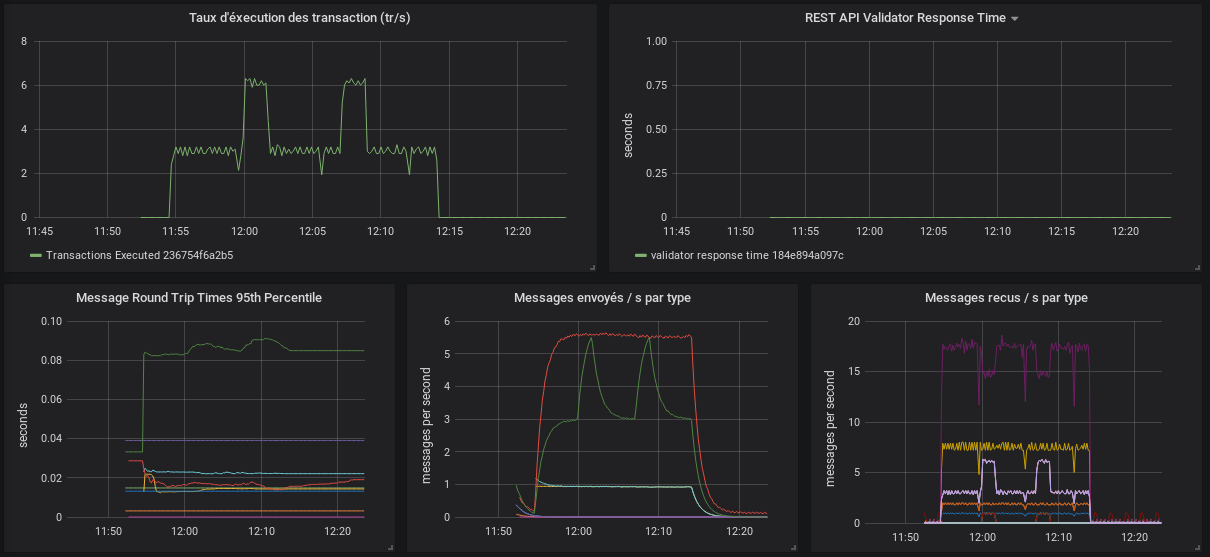 Taux d'éxecution des transaction (tr/s)
8
6
4
2
0
11:45 11:50 11:55 12:00 12:05 12:10 12:15 12:20
Transactions Executed 236754f6a2b5
REST API Validator Response Time
1.00
0.75
0.50
0.25
0
seconds
11:45 11:50 11:55 12:00 12:05 12:10 12:15 12:20
validator response time 184e894a097c
Message Round Trip Times 95th Percentile
0.10
0.08
0.06
0.04
0.02
0
seconds
11:50 12:00 12:10 12:20
Messages envoyés / s par type
6
5
4
3
2
1
0
messages per second
11:50 12:00 12:10 12:20
Messages recus / s par type
20
15
10
5
0
messages per second
11:50 12:00 12:10 12:20